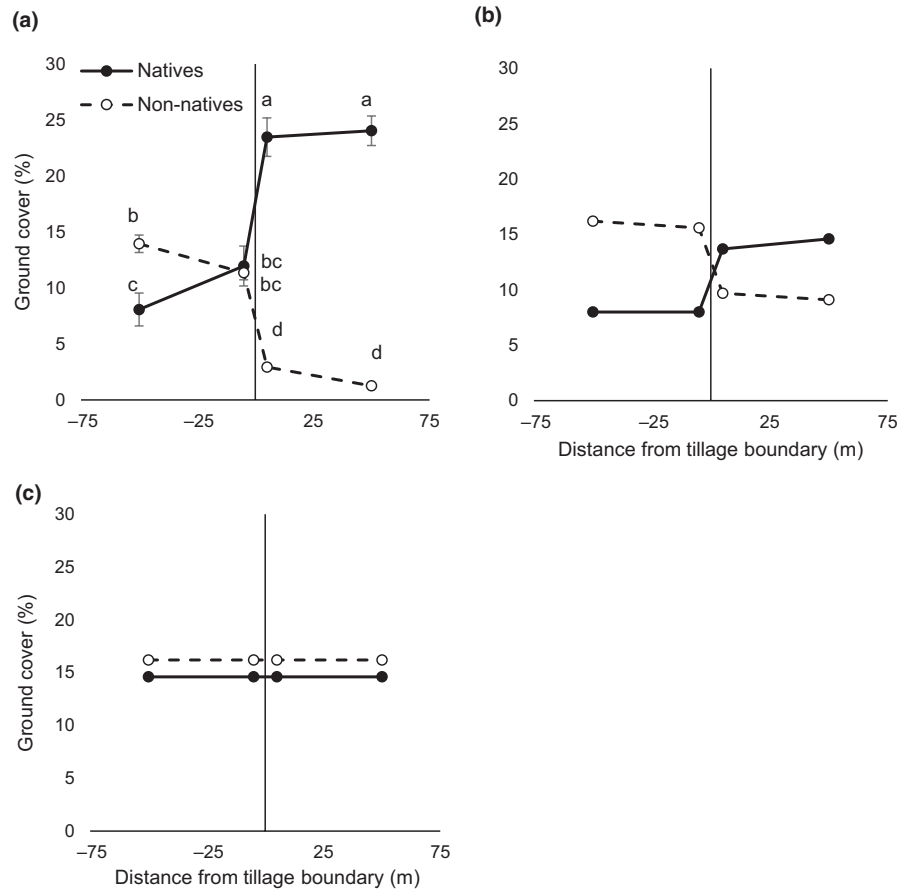 (a)
30
25
20
15
10
5
0
Ground cover (%)
Natives
Non-natives
a a
b
c
bc
bc
d
d
–75 –25 25 75
(b)
30
25
20
15
10
5
0
–75 –25 25 75
Distance from tillage boundary (m)
(c)
30
25
20
15
10
5
0
Ground cover (%)
–75 –25 25 75
Distance from tillage boundary (m)